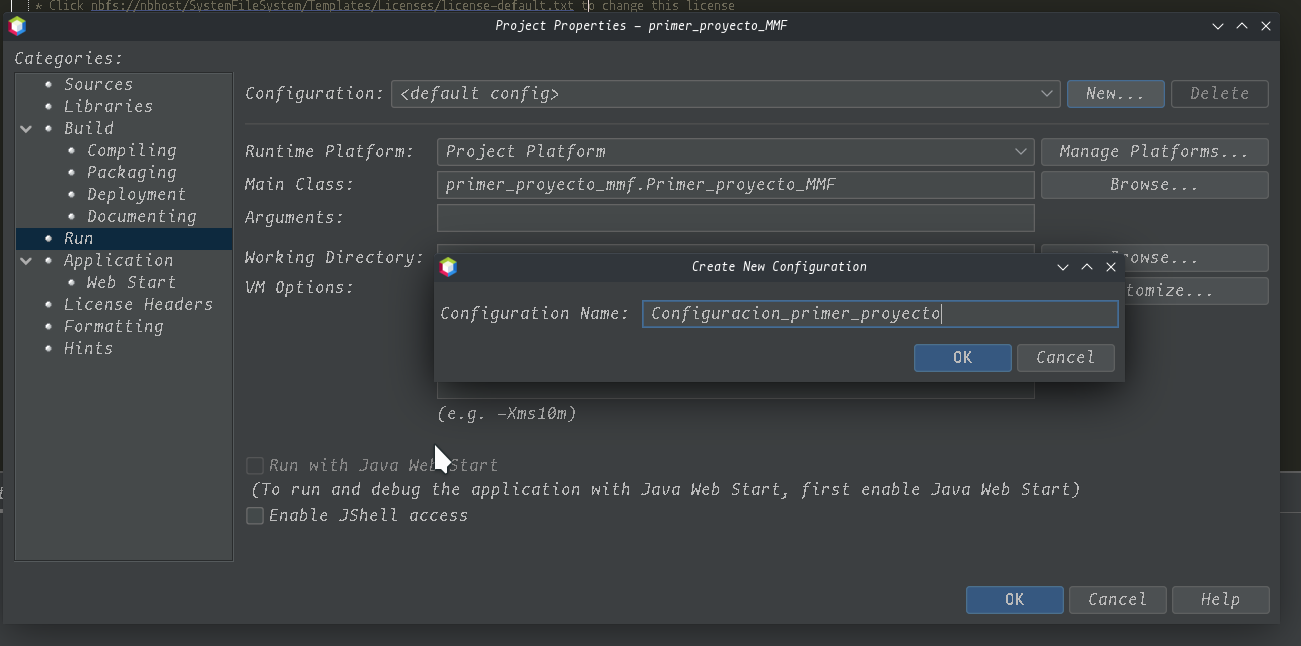 * Click nbfs://nbhost/SystemFileSystem/Templates/Licenses/license-default.txt to change this license
Project Properties - primer_proyecto_MMF
Categories:
Sources
Libraries
Build
Compiling
Packaging
Deployment
Documenting
Run
Application
Web Start
License Headers
Formatting
Hints
Configuration: <default config> New... Delete
Runtime Platform: Project Platform Manage Platforms...
Main Class: primer_proyecto_mmf.Primer_proyecto_MMF Browse...
Arguments:
Working Directory:
VM Options:
Create New Configuration
Configuration Name: Configuracion_primer_proyecto
OK Cancel
(e.g. -Xms10m)
Run with Java Web Start
(To run and debug the application with Java Web Start, first enable Java Web Start)
Enable JShell access
OK Cancel Help